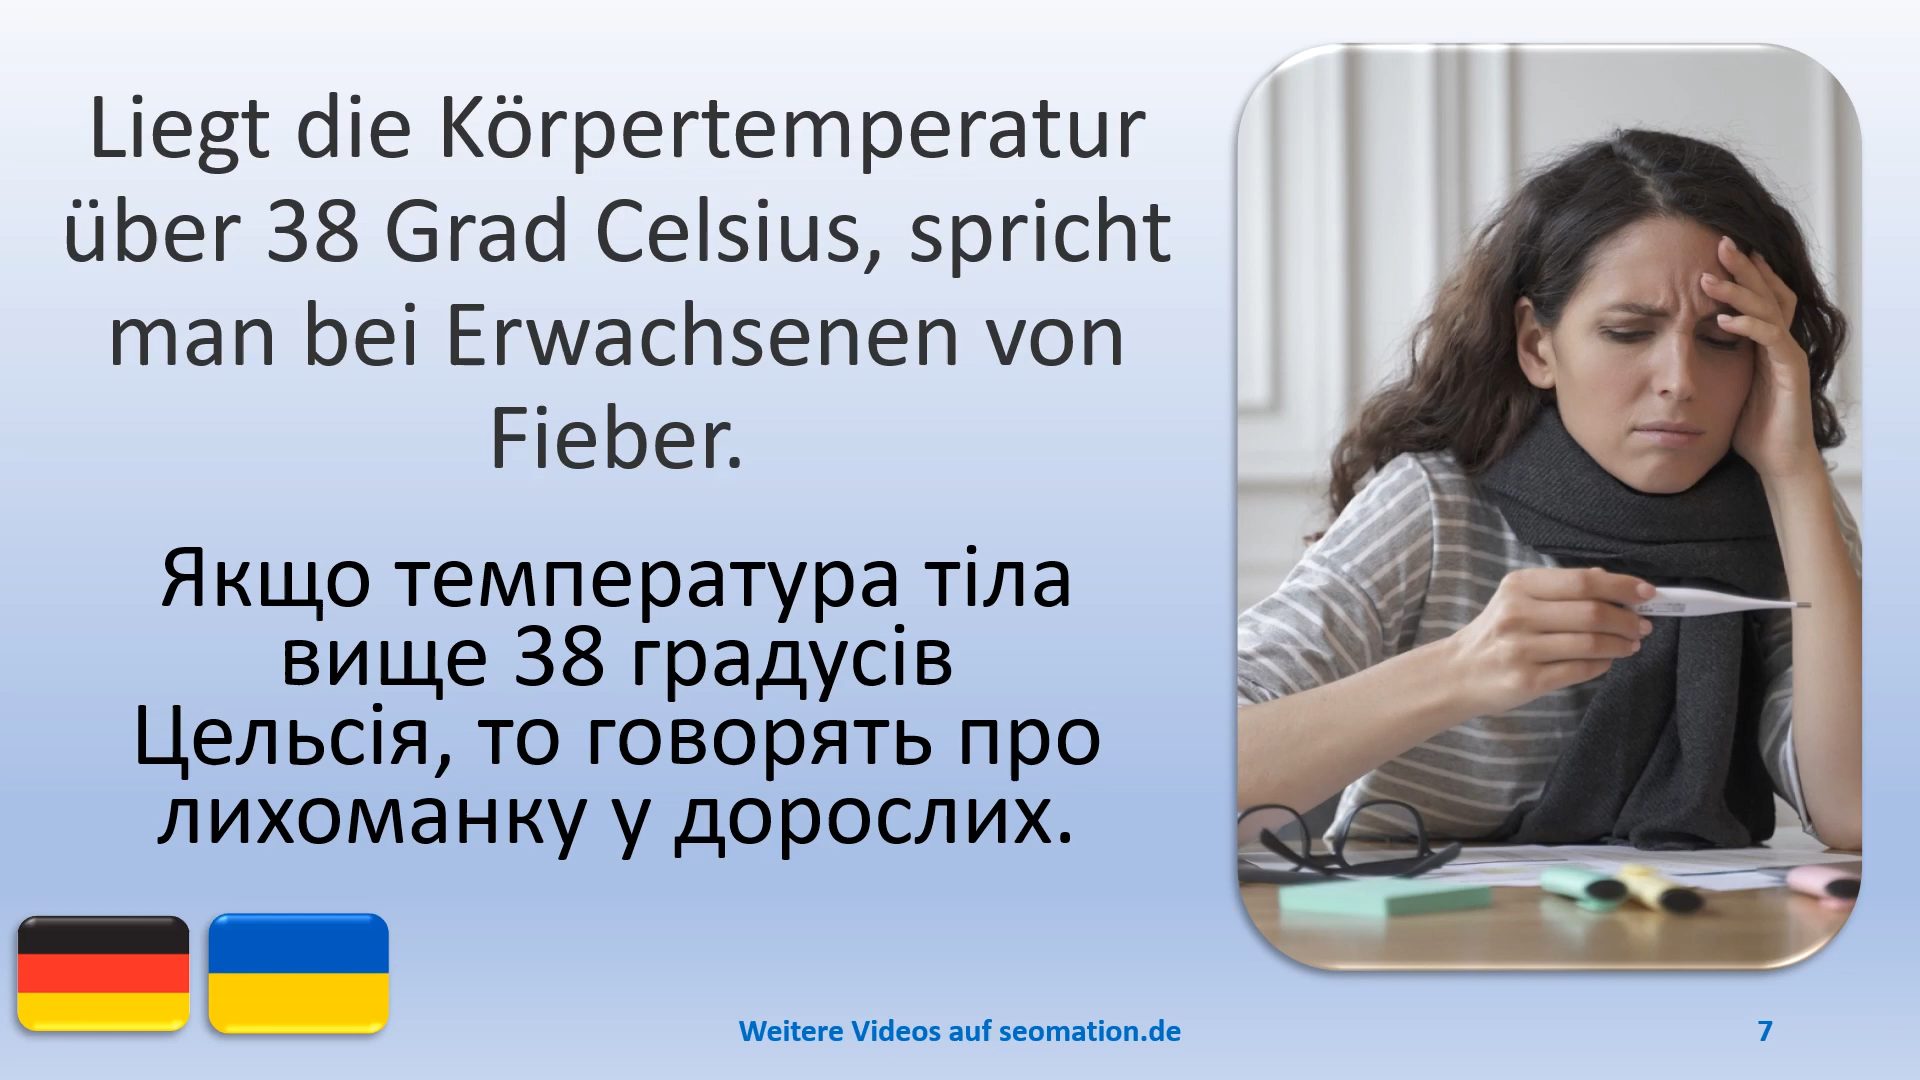 Liegt die Körpertemperatur
über 38 Grad Celsius, spricht
man bei Erwachsenen von
Fieber.
Якщо температура тіла
вище 38 градусів
Цельсія, то говорять про
лихоманку у дорослих.
Weitere Videos auf seomation.de
7